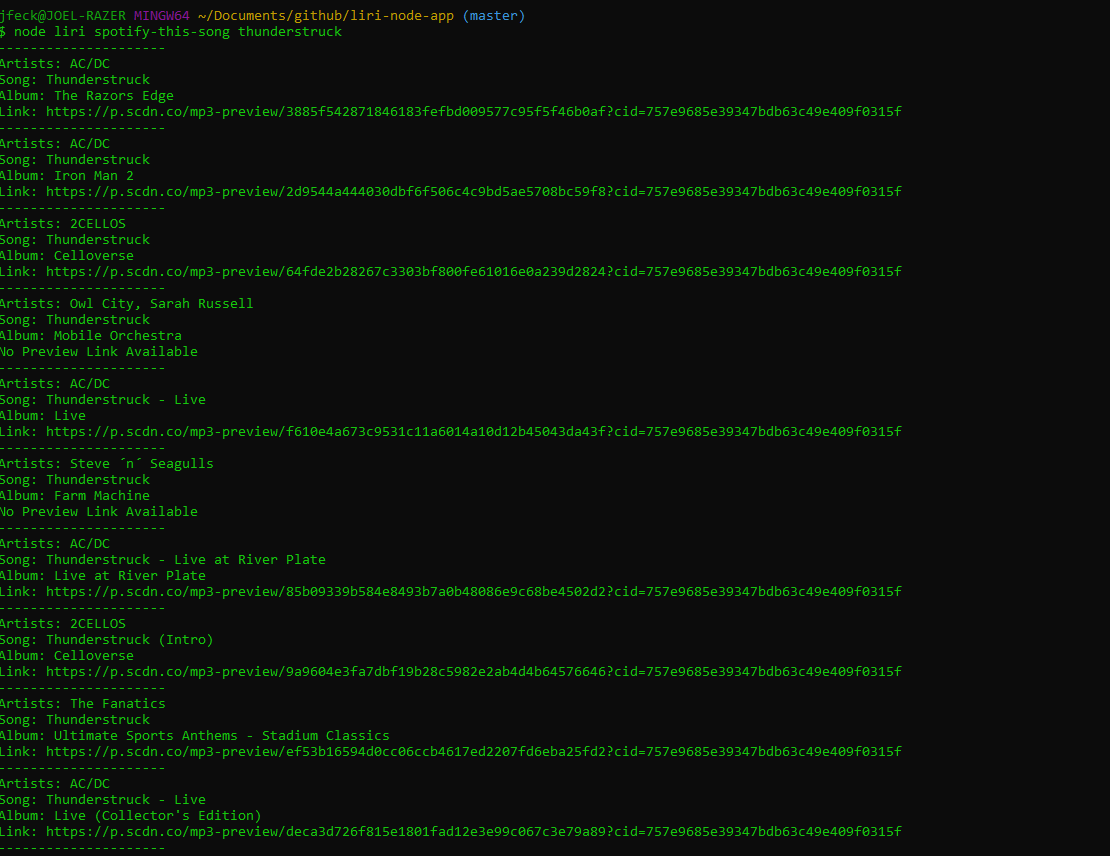 jfeck@JOEL-RAZER MINGW64 ~/Documents/github/liri-node-app (master)
$ node liri spotify-this-song thunderstruck
---------------------
Artists: AC/DC
Song: Thunderstruck
Album: The Razors Edge
Link: https://p.scdn.co/mp3-preview/3885f542871846183fefbd009577c95f5f46b0af?cid=757e9685e39347bdb63c49e409f0315f
---------------------
Artists: AC/DC
Song: Thunderstruck
Album: Iron Man 2
Link: https://p.scdn.co/mp3-preview/2d9544a444030dbf6f506c4c9bd5ae5708bc59f8?cid=757e9685e39347bdb63c49e409f0315f
---------------------
Artists: 2CELLOS
Song: Thunderstruck
Album: Celloverse
Link: https://p.scdn.co/mp3-preview/64fde2b28267c3303bf800fe61016e0a239d2824?cid=757e9685e39347bdb63c49e409f0315f
---------------------
Artists: Owl City, Sarah Russell
Song: Thunderstruck
Album: Mobile Orchestra
No Preview Link Available
---------------------
Artists: AC/DC
Song: Thunderstruck - Live
Album: Live
Link: https://p.scdn.co/mp3-preview/f610e4a673c9531c11a6014a10d12b45043da43f?cid=757e9685e39347bdb63c49e409f0315f
---------------------
Artists: Steve ´n´ Seagulls
Song: Thunderstruck
Album: Farm Machine
No Preview Link Available
---------------------
Artists: AC/DC
Song: Thunderstruck - Live at River Plate
Album: Live at River Plate
Link: https://p.scdn.co/mp3-preview/85b09339b584e8493b7a0b48086e9c68be4502d2?cid=757e9685e39347bdb63c49e409f0315f
---------------------
Artists: 2CELLOS
Song: Thunderstruck (Intro)
Album: Celloverse
Link: https://p.scdn.co/mp3-preview/9a9604e3fa7dbf19b28c5982e2ab4d4b64576646?cid=757e9685e39347bdb63c49e409f0315f
---------------------
Artists: The Fanatics
Song: Thunderstruck
Album: Ultimate Sports Anthems - Stadium Classics
Link: https://p.scdn.co/mp3-preview/ef53b16594d0cc06ccb4617ed2207fd6eba25fd2?cid=757e9685e39347bdb63c49e409f0315f
---------------------
Artists: AC/DC
Song: Thunderstruck - Live
Album: Live (Collector's Edition)
Link: https://p.scdn.co/mp3-preview/deca3d726f815e1801fad12e3e99c067c3e79a89?cid=757e9685e39347bdb63c49e409f0315f
---------------------